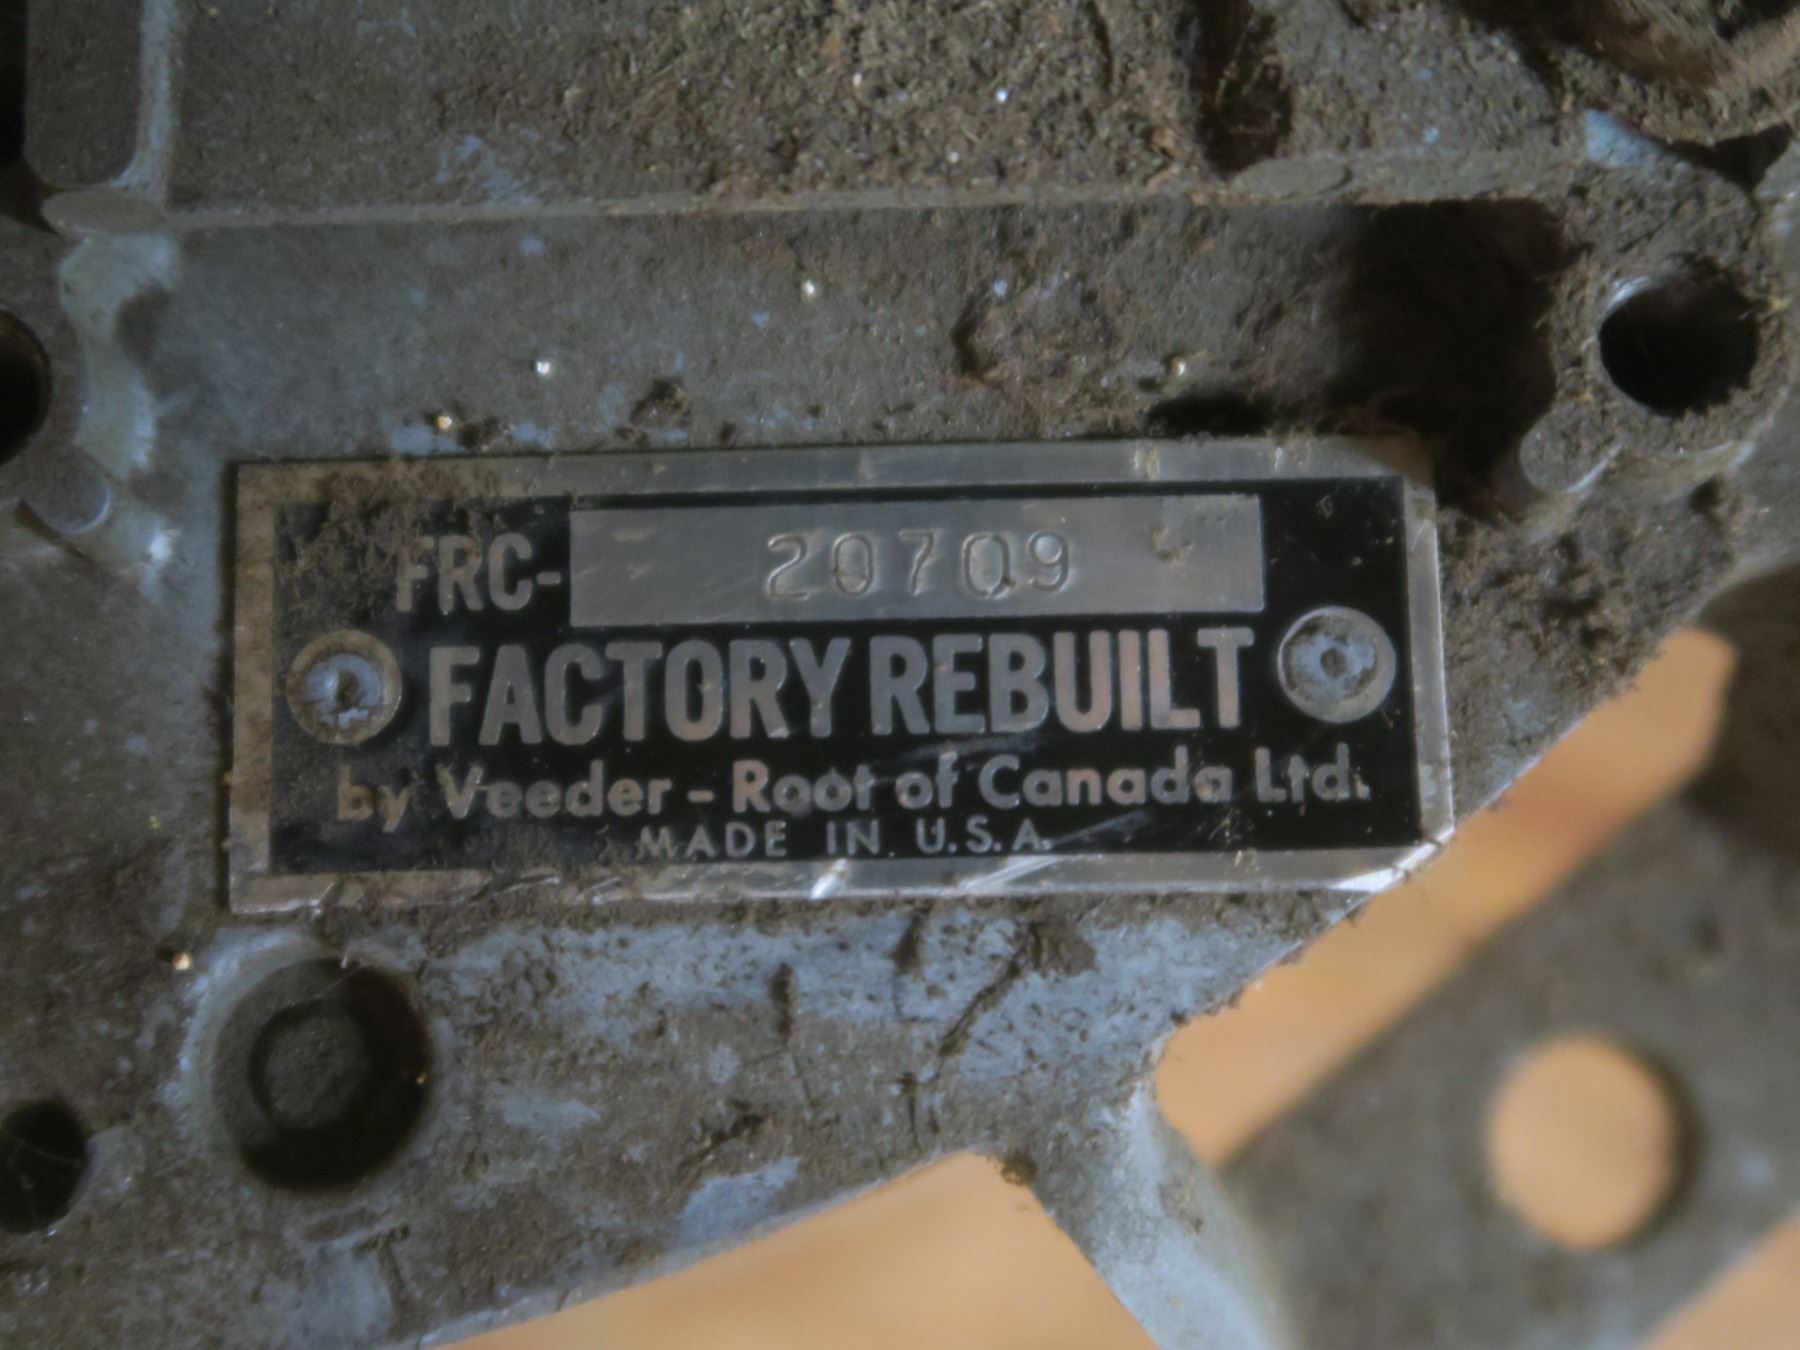 FRC- 20709
FACTORY REBUILT
by Veeder - Root of Canada Ltd.
MADE IN U.S.A.